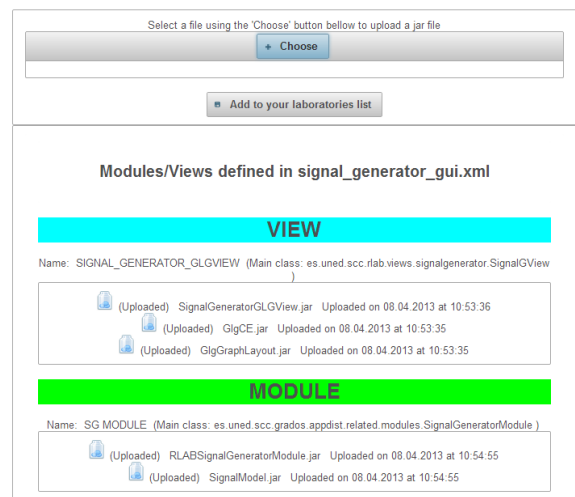 Select a file using the 'Choose' button bellow to upload a jar file
Choose
Add to your laboratories list
Modules/Views defined in signal_generator_gui.xml
VIEW
Name: SIGNAL_GENERATOR_GLGVIEW (Main class: es.uned.scc.rlab.views.signalgenerator.SignalGView
)
(Uploaded) SignalGeneratorGLGView.jar Uploaded on 08.04.2013 at 10:53:36
(Uploaded) GlgCE.jar Uploaded on 08.04.2013 at 10:53:35
(Uploaded) GlgGraphLayout.jar Uploaded on 08.04.2013 at 10:53:35
MODULE
Name: SG MODULE (Main class: es.uned.scc.grados.appdist.related.modules.SignalGeneratorModule )
(Uploaded) RLABSignalGeneratorModule.jar Uploaded on 08.04.2013 at 10:54:55
(Uploaded) SignalModel.jar Uploaded on 08.04.2013 at 10:54:55